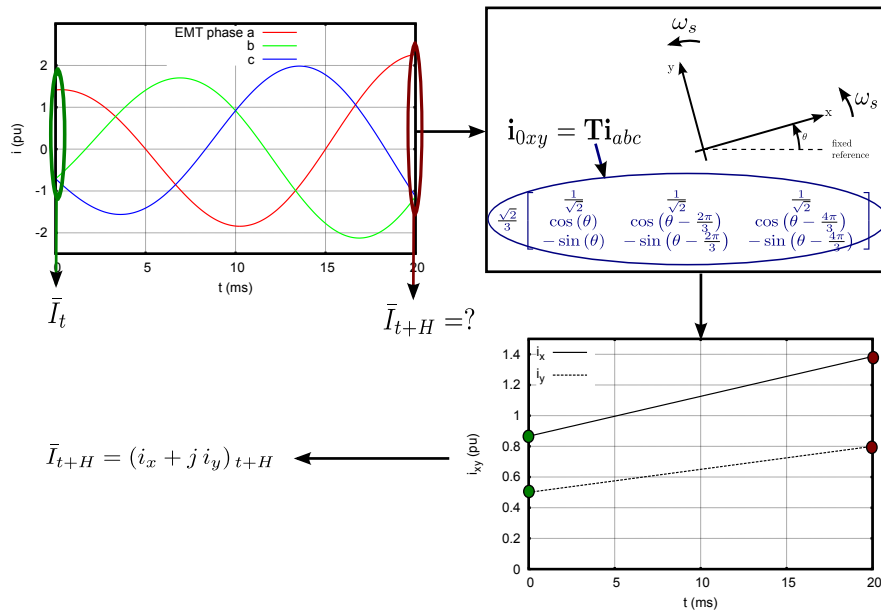 EMT phase a
b
c
i (pu)
2
1
0
-1
-2
0 5 10 15 20
t (ms)
Ī_t
Ī_{t+H} =?
ω_s
ω_s
y
x
θ
fixed
reference
i_{0xy} = Ti_{abc}
√2/3 [ 1/√2 1/√2 1/√2
cos (θ) cos (θ − 2π/3) cos (θ − 4π/3)
− sin (θ) − sin (θ − 2π/3) − sin (θ − 4π/3) ]
i_x
i_y
i_{xy} (pu)
1.4
1.2
1
0.8
0.6
0.4
0.2
0
0 5 10 15 20
t (ms)
Ī_{t+H} = (i_x + j i_y)_{t+H}